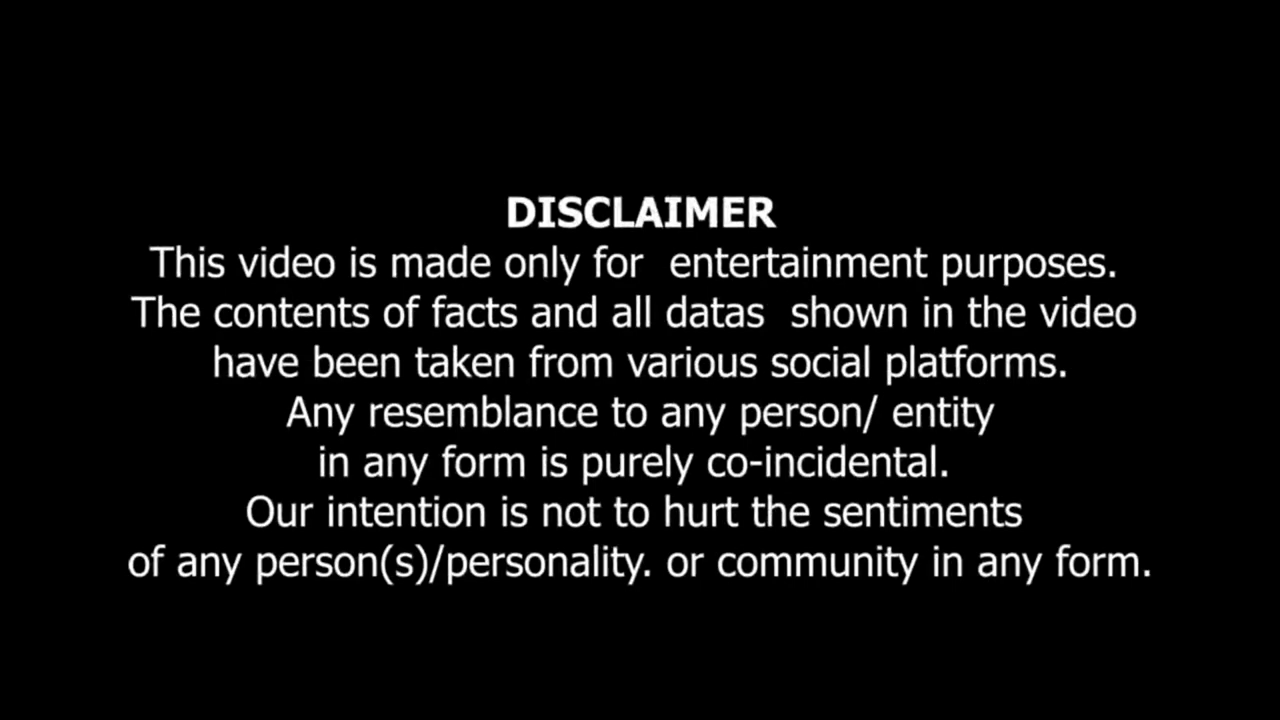 DISCLAIMER
This video is made only for  entertainment purposes.
The contents of facts and all datas  shown in the video
have been taken from various social platforms.
Any resemblance to any person/ entity
in any form is purely co-incidental.
Our intention is not to hurt the sentiments
of any person(s)/personality. or community in any form.